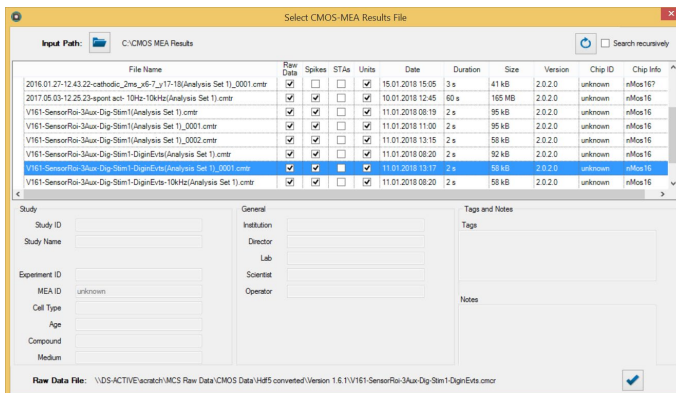 Select CMOS-MEA Results File
Input Path: C:\CMOS MEA Results Search recursively
File Name Raw Data Spikes STAs Units Date Duration Size Version Chip ID Chip Info
2016.01.27-12.43.22-cathodic_2ms_x6-7_y17-18(Analysis Set 1)_0001.cmtr 15.01.2018 15:05 3 s 41 kB 2.0.2.0 unknown nMos16?
2017.05.03-12.25.23-spont act- 10Hz-10kHz(Analysis Set 1).cmtr 10.01.2018 12:45 60 s 165 MB 2.0.2.0 unknown nMos16
V161-SensorRoi-3Aux-Dig-Stim1(Analysis Set 1).cmtr 11.01.2018 08:19 2 s 95 kB 2.0.2.0 unknown nMos16
V161-SensorRoi-3Aux-Dig-Stim1(Analysis Set 1)_0001.cmtr 11.01.2018 11:00 2 s 95 kB 2.0.2.0 unknown nMos16
V161-SensorRoi-3Aux-Dig-Stim1(Analysis Set 1)_0002.cmtr 11.01.2018 13:15 2 s 58 kB 2.0.2.0 unknown nMos16
V161-SensorRoi-3Aux-Dig-Stim1-DiginEvts(Analysis Set 1).cmtr 11.01.2018 08:20 2 s 92 kB 2.0.2.0 unknown nMos16
V161-SensorRoi-3Aux-Dig-Stim1-DiginEvts(Analysis Set 1)_0001.cmtr 11.01.2018 13:17 2 s 58 kB 2.0.2.0 unknown nMos16
V161-SensorRoi-3Aux-Dig-Stim1-DiginEvts-10kHz(Analysis Set 1).cmtr 11.01.2018 08:20 2 s 58 kB 2.0.2.0 unknown nMos16
Study General Tags and Notes
Study ID Institution Tags
Study Name Director
Lab
Experiment ID Scientist
MEA ID unknown Operator
Notes
Cell Type
Age
Compound
Medium
Raw Data File: \\DS-ACTIVE\scratch\MCS Raw Data\CMOS Data\Hdf5 converted\Version 1.6.1\V161-SensorRoi-3Aux-Dig-Stim1-DiginEvts.cmcr